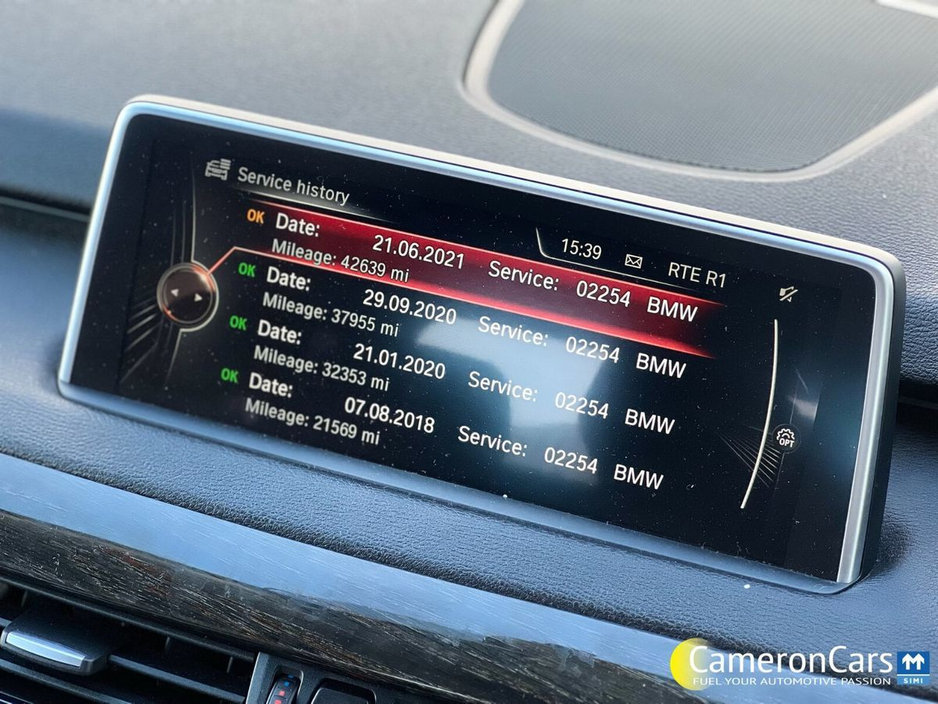 Service history
15:39 RTE R1
OK Date: 21.06.2021 Service: 02254 BMW
Mileage: 42639 mi
OK Date: 29.09.2020 Service: 02254 BMW
Mileage: 37955 mi
OK Date: 21.01.2020 Service: 02254 BMW
Mileage: 32353 mi
OK Date: 07.08.2018 Service: 02254 BMW
Mileage: 21569 mi
OPT
CameronCars
FUEL YOUR AUTOMOTIVE PASSION
SIMI